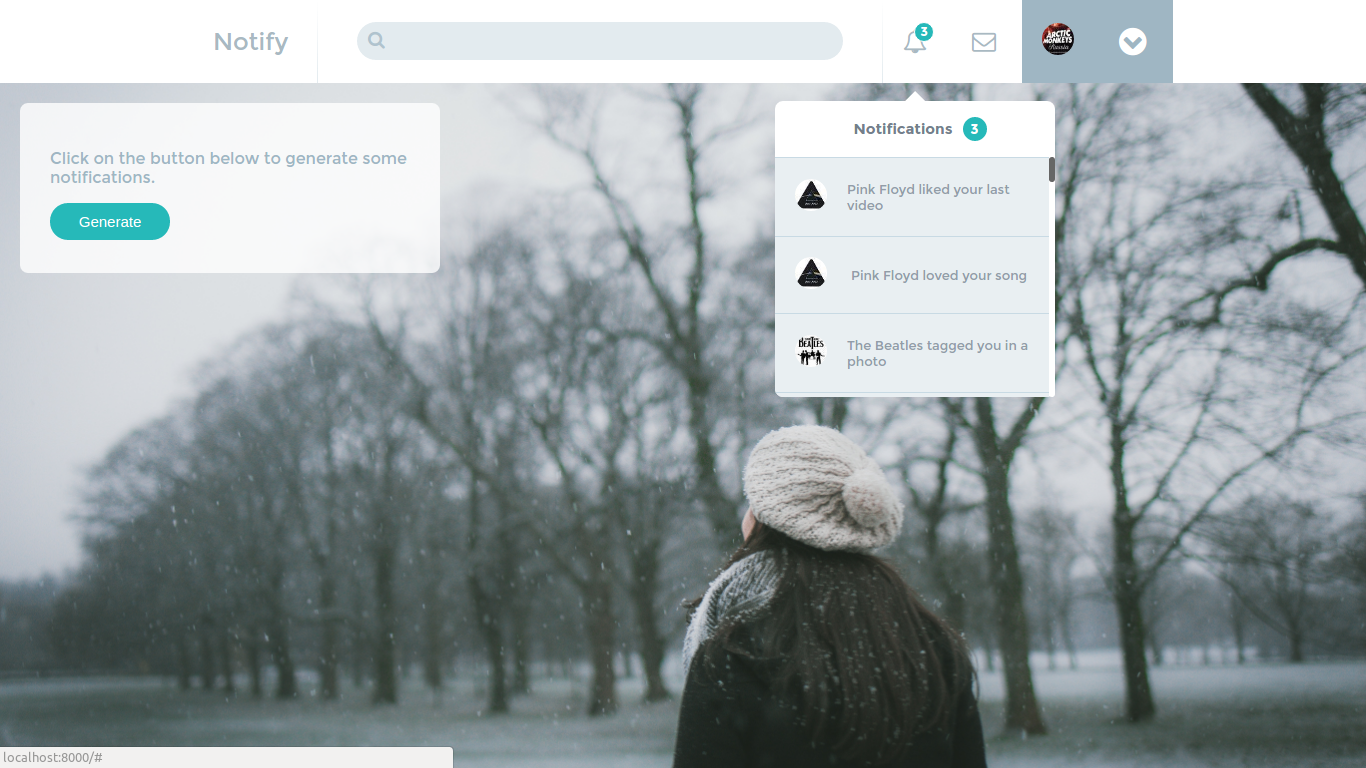 Notify
3
ARCTIC
MONKEYS
Click on the button below to generate some
notifications.
Generate
Notifications 3
Pink Floyd liked your last
video
Pink Floyd loved your song
BEATLES
The Beatles tagged you in a
photo
localhost:8000/#